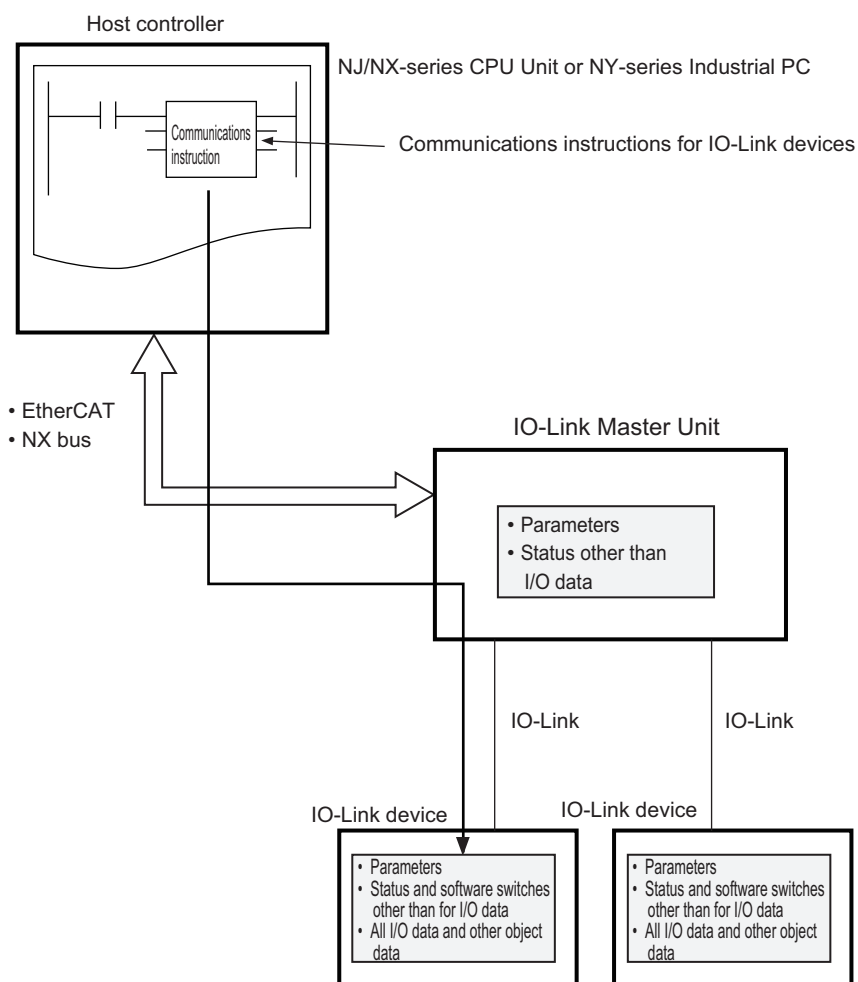 Host controller
NJ/NX-series CPU Unit or NY-series Industrial PC
Communications
instruction
Communications instructions for IO-Link devices
• EtherCAT
• NX bus
IO-Link Master Unit
• Parameters
• Status other than
I/O data
IO-Link
IO-Link
IO-Link device
IO-Link device
• Parameters
• Status and software switches
other than for I/O data
• All I/O data and other object
data
• Parameters
• Status and software switches
other than for I/O data
• All I/O data and other object
data